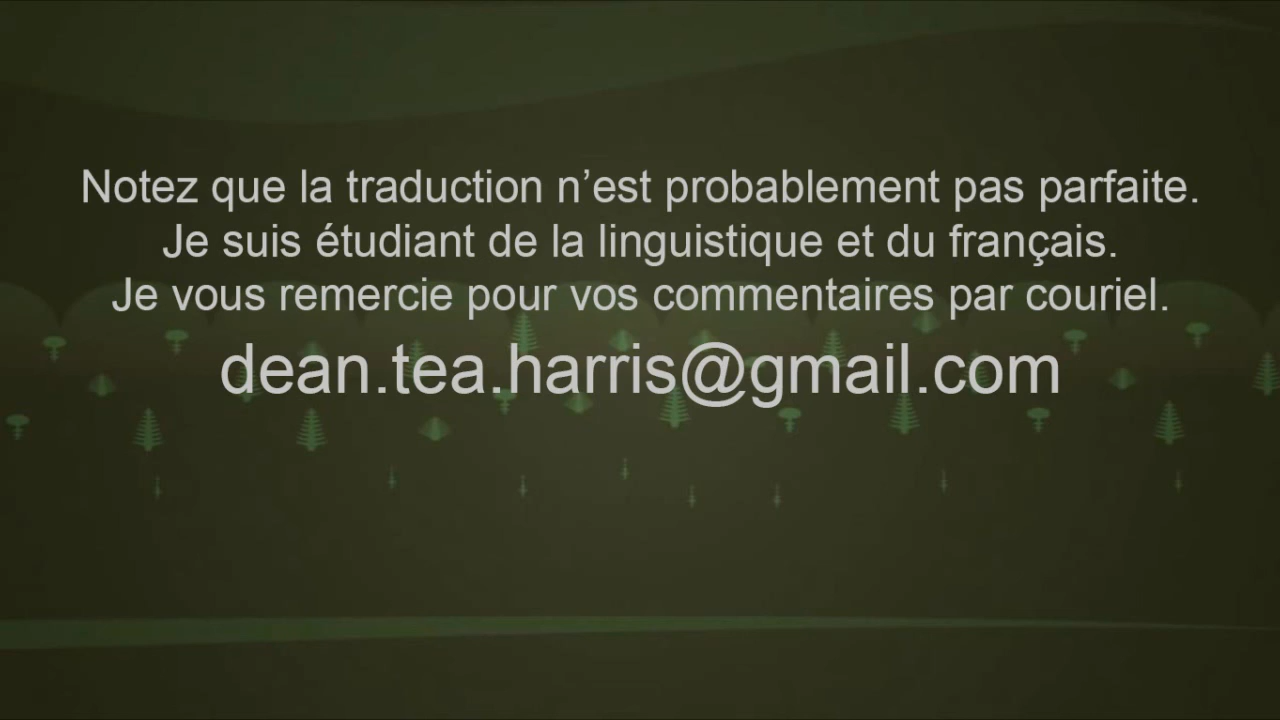 Notez que la traduction n’est probablement pas parfaite.
Je suis étudiant de la linguistique et du français.
Je vous remercie pour vos commentaires par couriel.
dean.tea.harris@gmail.com